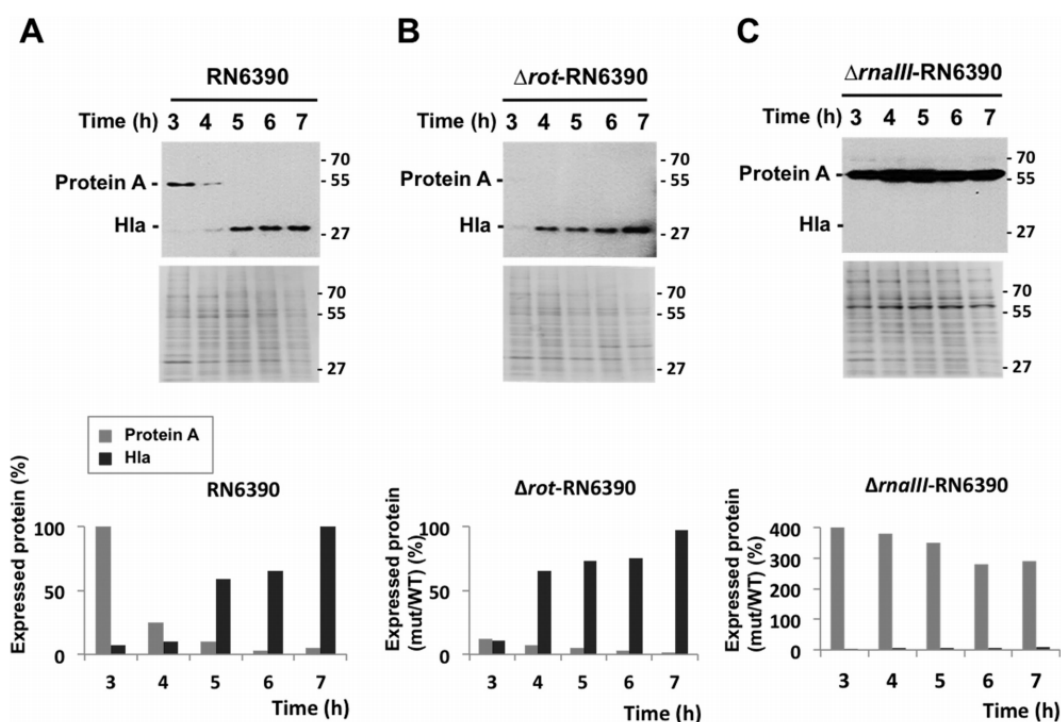 A
B
C
RN6390
Δrot-RN6390
ΔrnaIII-RN6390
Time (h) 3 4 5 6 7
Time (h) 3 4 5 6 7
Time (h) 3 4 5 6 7
Protein A
- 70
- 55
Hla
- 27
- 70
- 55
- 27
Protein A
- 70
- 55
Hla
- 27
- 70
- 55
- 27
Protein A
- 70
- 55
Hla
- 27
- 70
- 55
- 27
Protein A
Hla
RN6390
Expressed protein (%)
100
50
0
3 4 5 6 7
Time (h)
Δrot-RN6390
Expressed protein
(mut/WT) (%)
100
50
0
3 4 5 6 7
Time (h)
ΔrnaIII-RN6390
Expressed protein
(mut/WT) (%)
400
300
400
100
0
3 4 5 6 7
Time (h)